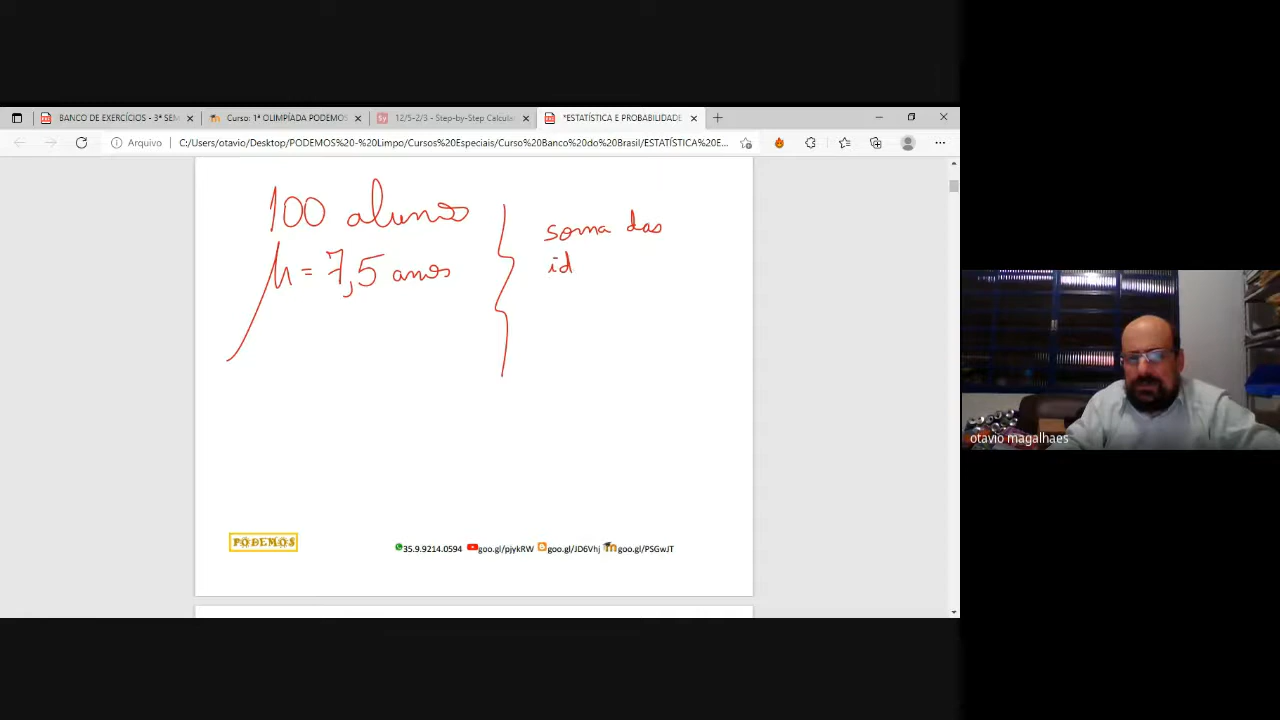 BANCO DE EXERCÍCIOS - 3ª SEM
Curso: 1ª OLIMPÍADA PODEMOS
12/5-2/3 - Step-by-Step Calcula
*ESTATÍSTICA E PROBABILIDADE
Arquivo
C:/Users/otavio/Desktop/PODEMOS%20-%20Limpo/Cursos%20Especiais/Curso%20Banco%20do%20Brasil/ESTATÍSTICA%20E...
100 alunos
μ = 7,5 anos
soma das
id
PODEMOS
35.9.9214.0594 goo.gl/pjykRW goo.gl/JD6Vhj goo.gl/PSGwJT
otavio magalhaes